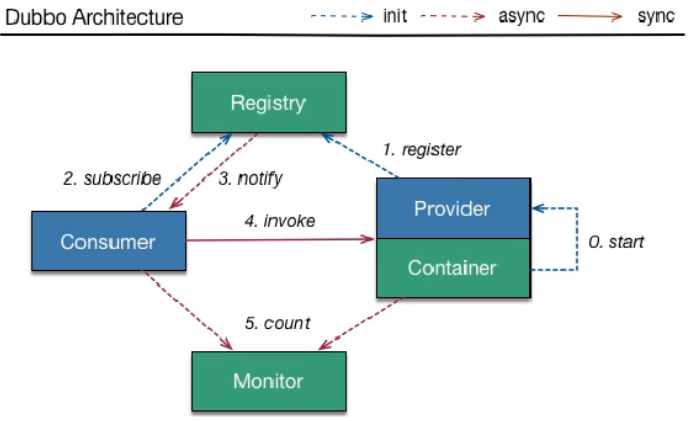 Dubbo Architecture init async sync
Registry
1. register
2. subscribe 3. notify
Provider
4. invoke
Consumer 0. start
Container
5. count
Monitor